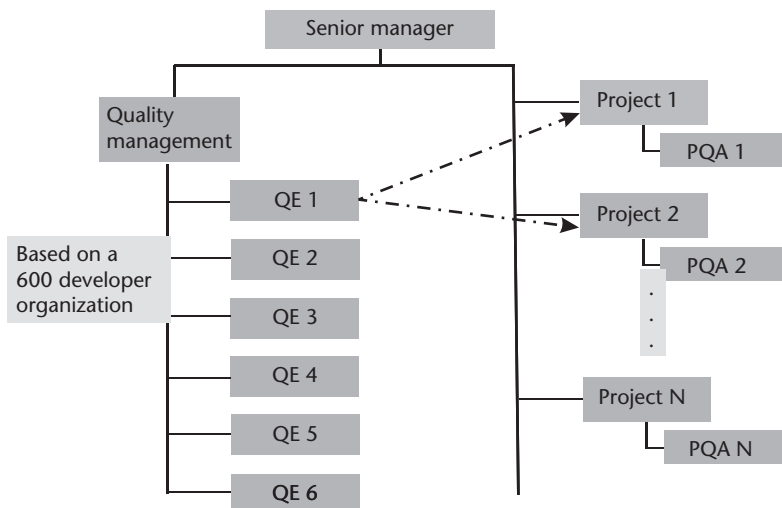 Senior manager
Quality
management
QE 1
Based on a
600 developer
organization
QE 2
QE 3
QE 4
QE 5
QE 6
Project 1
PQA 1
Project 2
PQA 2
.
.
.
Project N
PQA N